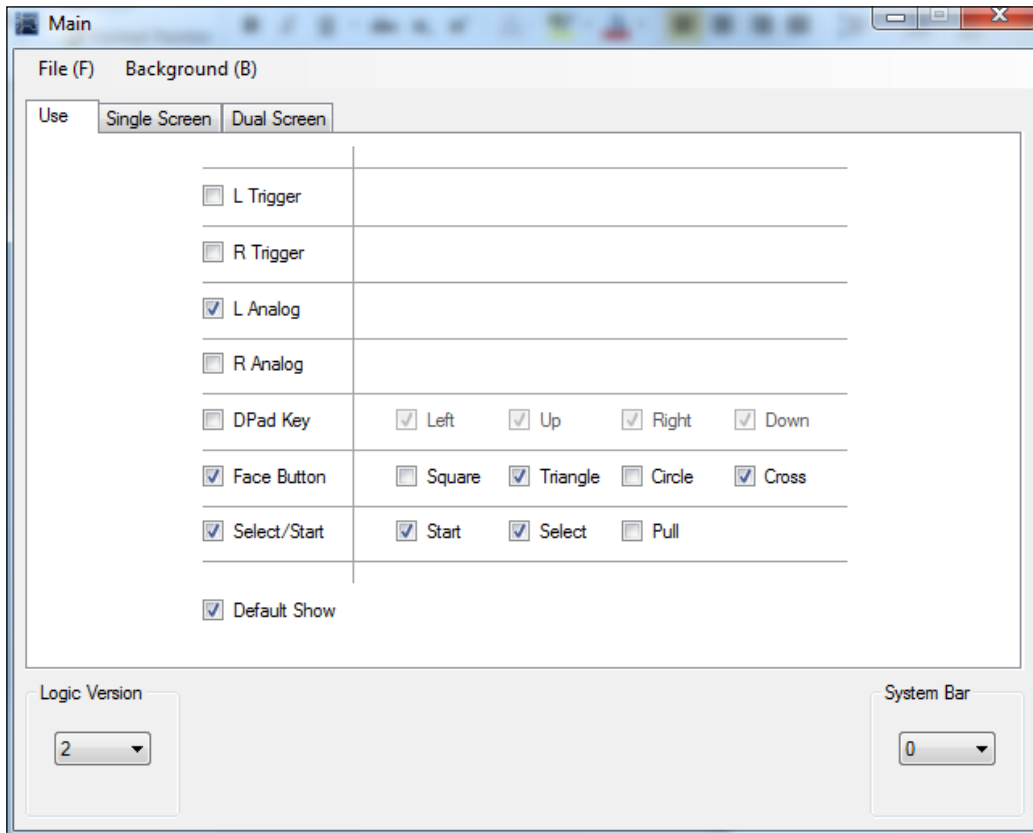 Main
File (F) Background (B)
Use Single Screen Dual Screen
L Trigger
R Trigger
L Analog
R Analog
DPad Key Left Up Right Down
Face Button Square Triangle Circle Cross
Select/Start Start Select Pull
Default Show
Logic Version System Bar
2 0